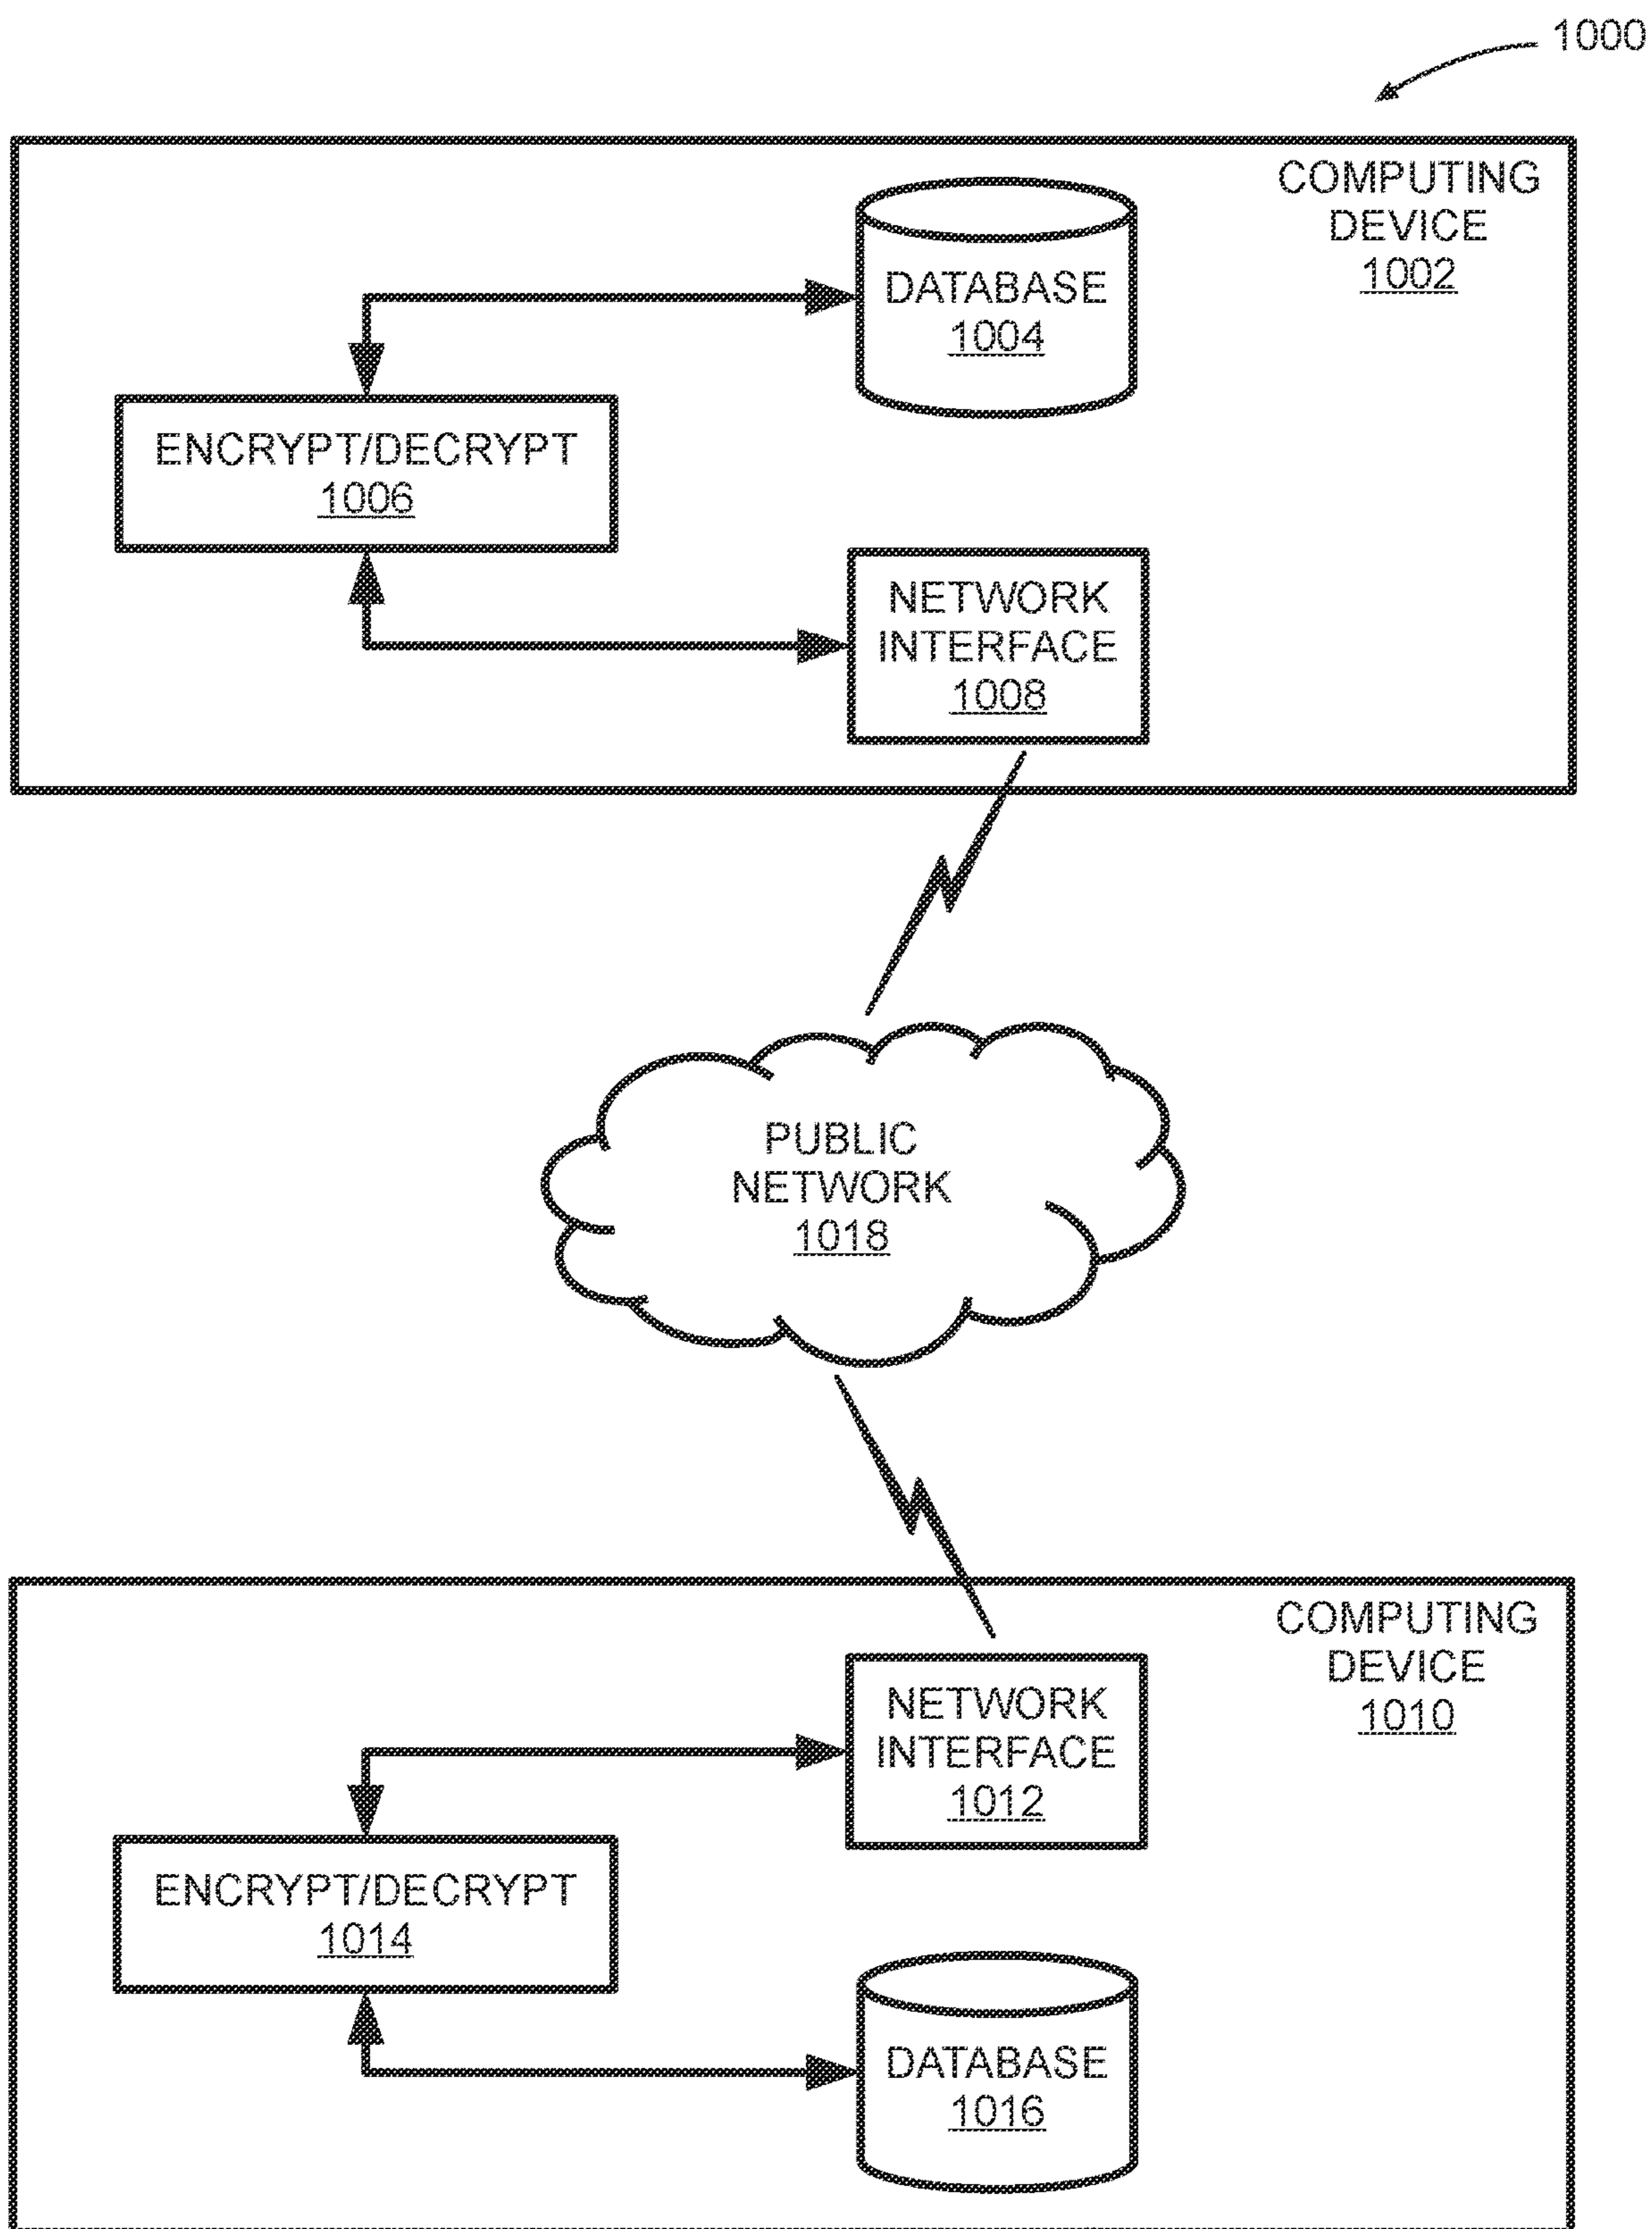 1000
COMPUTING
DEVICE
1002
DATABASE
1004
ENCRYPT/DECRYPT
1006
NETWORK
INTERFACE
1008
PUBLIC
NETWORK
1018
COMPUTING
DEVICE
1010
NETWORK
INTERFACE
1012
ENCRYPT/DECRYPT
1014
DATABASE
1016